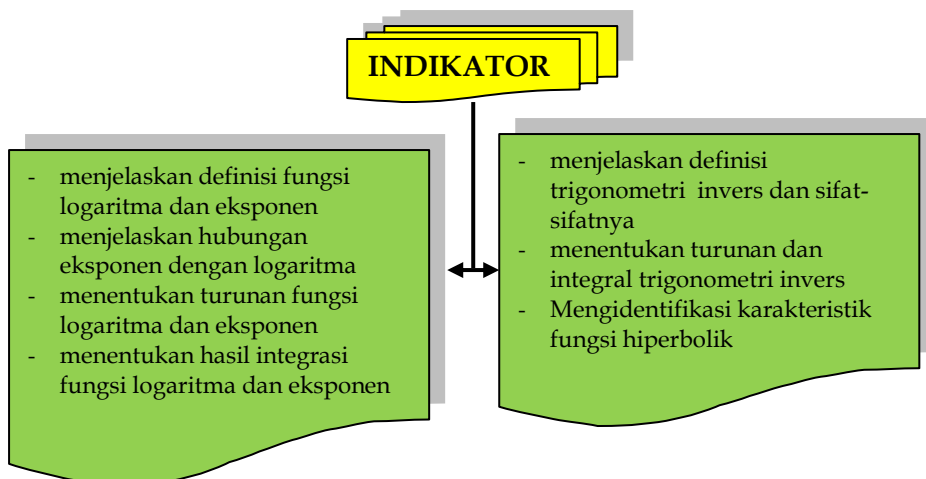 INDIKATOR
- menjelaskan definisi fungsi
logaritma dan eksponen
- menjelaskan hubungan
eksponen dengan logaritma
- menentukan turunan fungsi
logaritma dan eksponen
- menentukan hasil integrasi
fungsi logaritma dan eksponen
- menjelaskan definisi
trigonometri invers dan sifat-
sifatnya
- menentukan turunan dan
integral trigonometri invers
- Mengidentifikasi karakteristik
fungsi hiperbolik